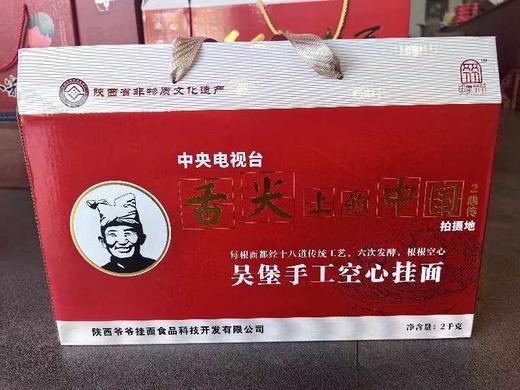 陕西省非物质文化遗产
中央电视台
舌尖上的中国
2心传
拍摄地
每根面都经十八道传统工艺、六次发酵、根根空心
吴堡手工空心挂面
陕西爷爷挂面食品科技开发有限公司
净含量:2千克